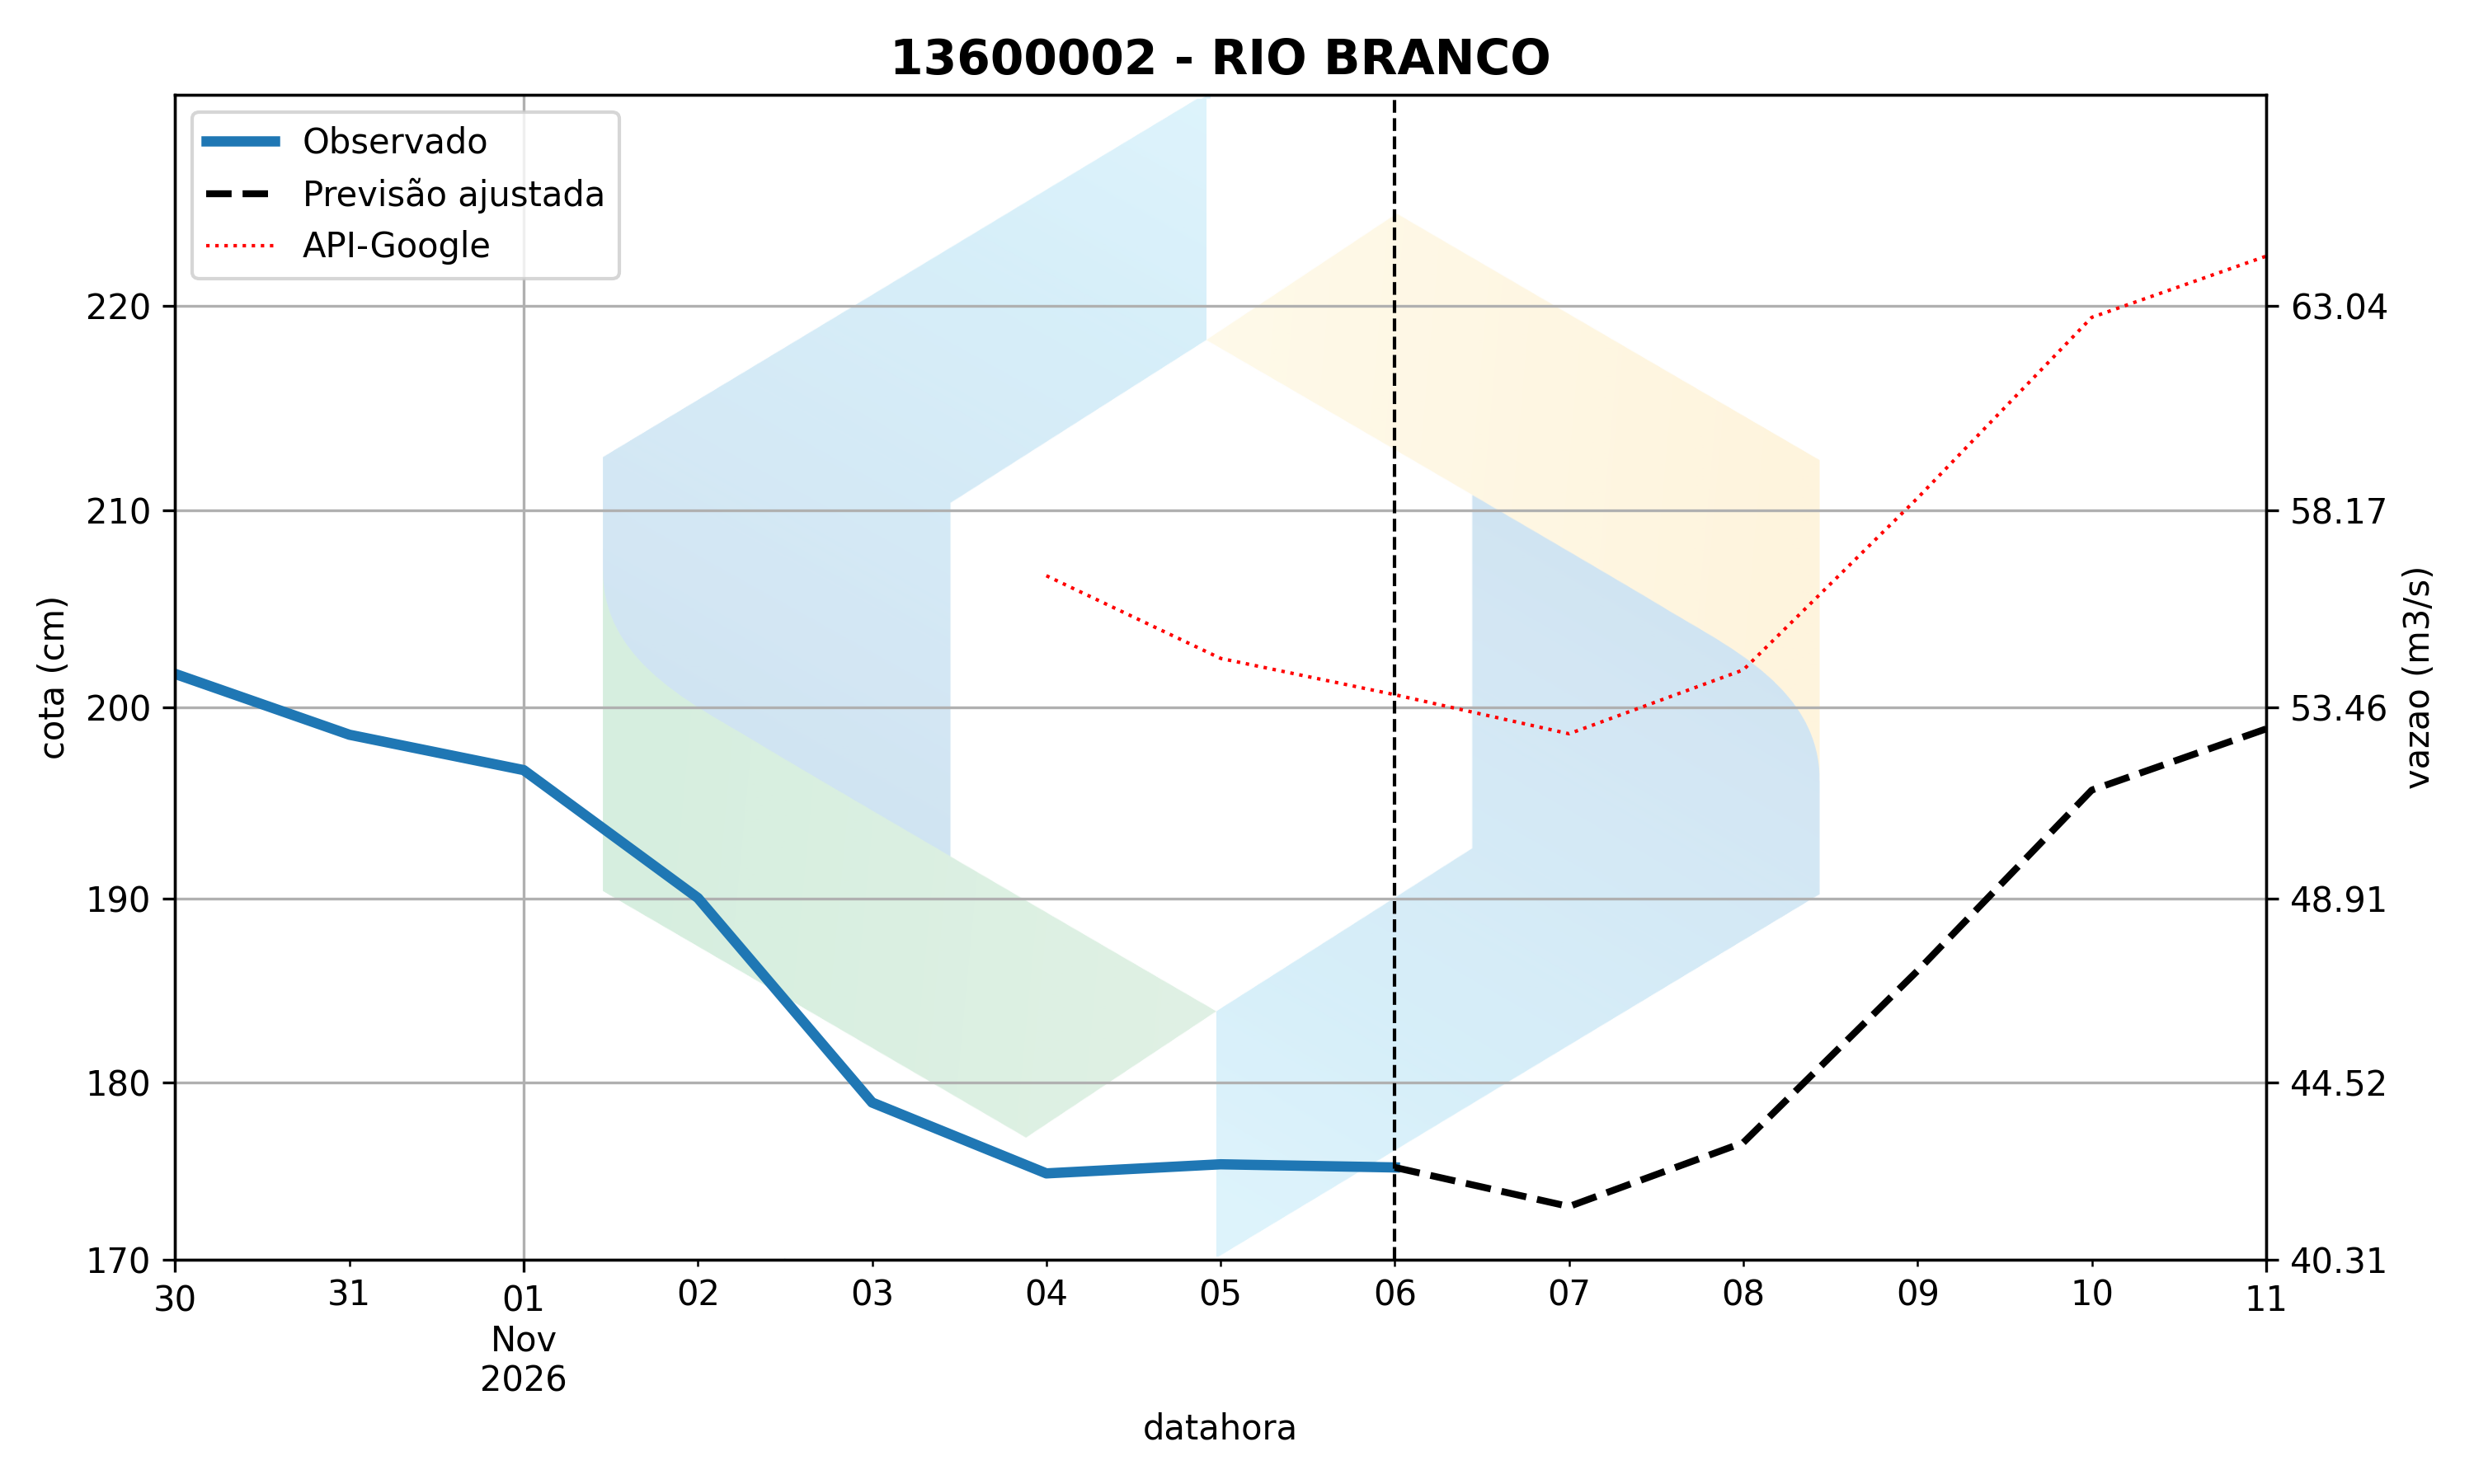 13600002 - RIO BRANCO
Observado
Previsão ajustada
API-Google
220
210
200
190
180
170
cota (cm)
63.04
58.17
53.46
48.91
44.52
40.31
vazao (m3/s)
30 31 01 02 03 04 05 06 07 08 09 10 11
Nov
2026
datahora